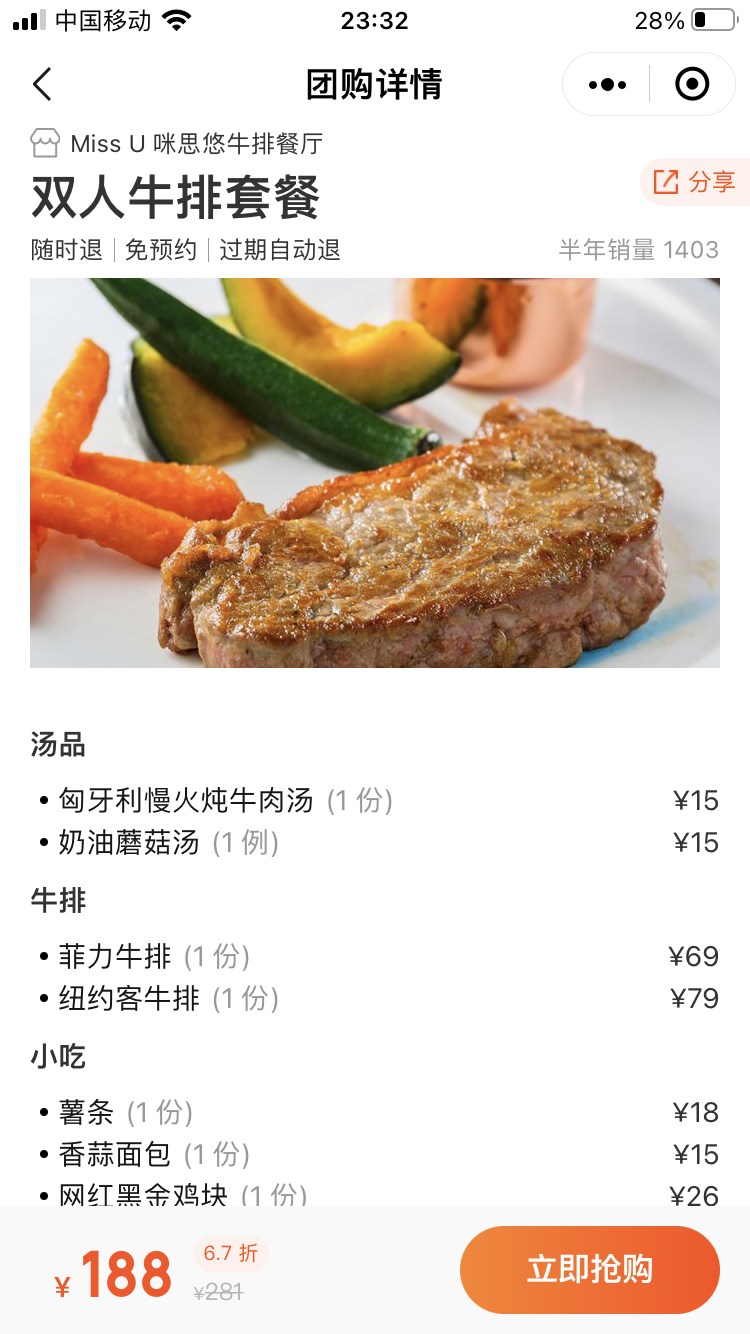 中国移动 23:32 28%
团购详情
Miss U 咪思悠牛排餐厅
双人牛排套餐
分享
随时退 | 免预约 | 过期自动退 半年销量 1403
汤品
• 匈牙利慢火炖牛肉汤 (1 份) ¥15
• 奶油蘑菇汤 (1 例) ¥15
牛排
• 菲力牛排 (1 份) ¥69
• 纽约客牛排 (1 份) ¥79
小吃
• 薯条 (1 份) ¥18
• 香蒜面包 (1 份) ¥15
• 网红黑金鸡块 (1 份) ¥26
¥ 188 6.7 折
¥281
立即抢购